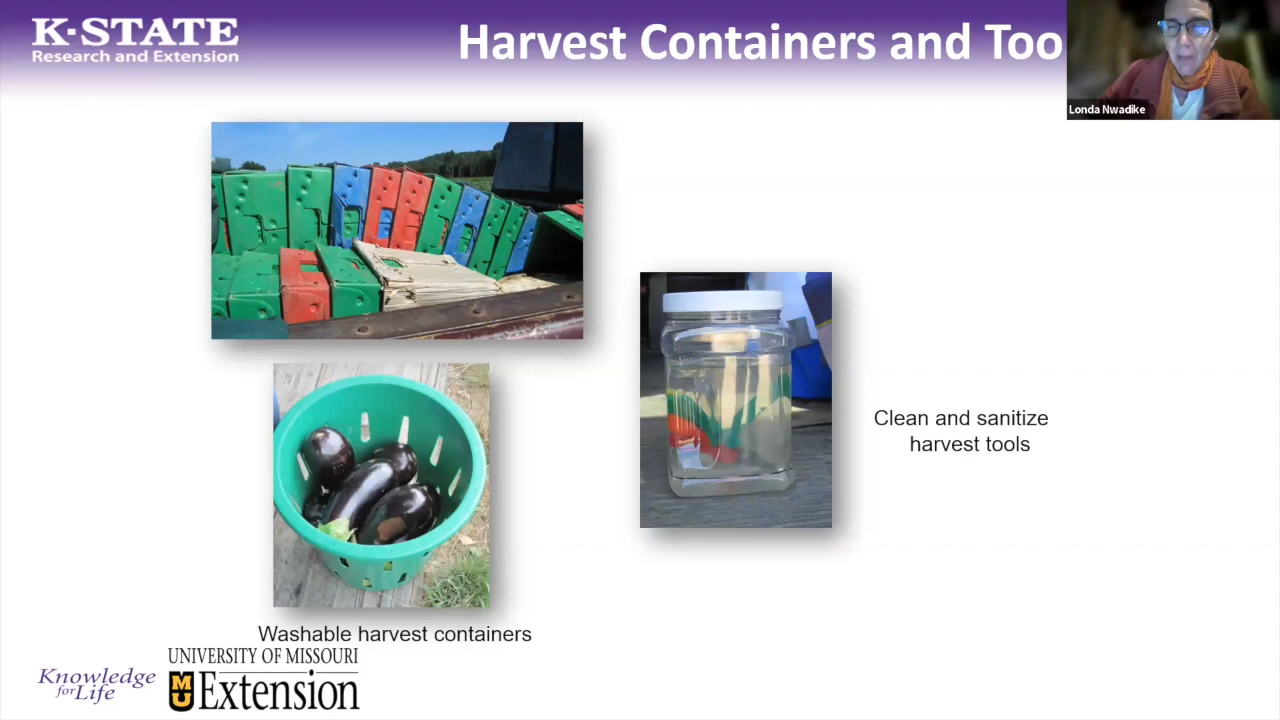 K-STATE
Research and Extension
Harvest Containers and Too
Londa Nwadike
Clean and sanitize
harvest tools
Washable harvest containers
Knowledge
for Life
UNIVERSITY OF MISSOURI
MU
Extension